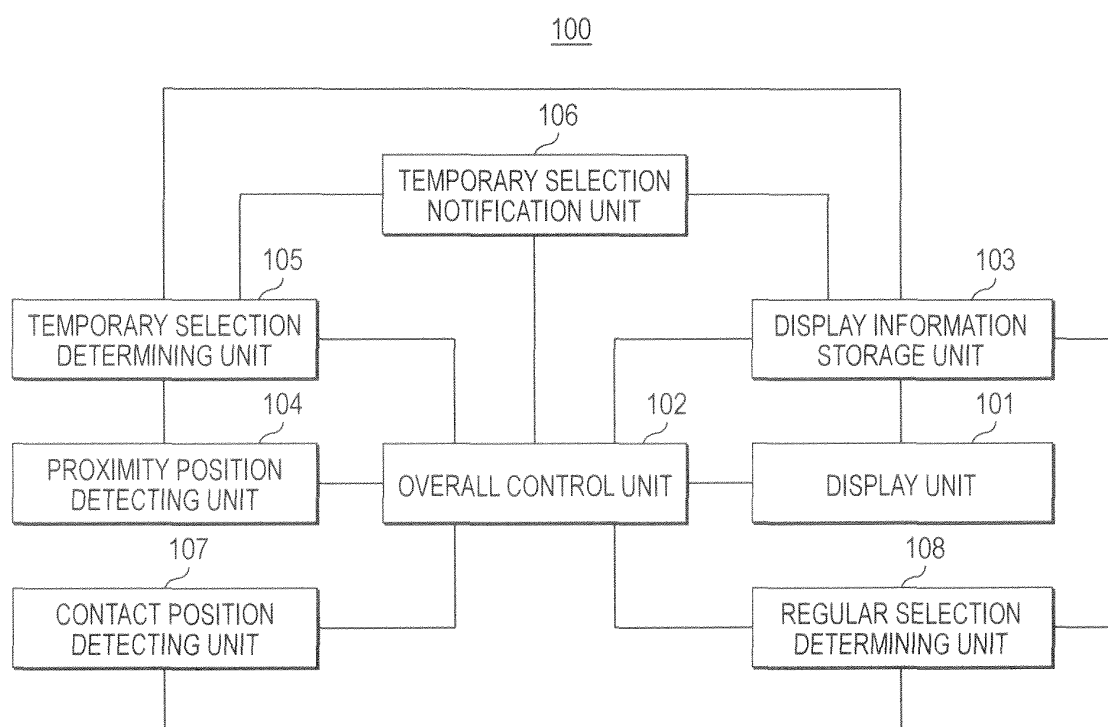 100
106
TEMPORARY SELECTION
NOTIFICATION UNIT
105
TEMPORARY SELECTION
DETERMINING UNIT
103
DISPLAY INFORMATION
STORAGE UNIT
104
PROXIMITY POSITION
DETECTING UNIT
102
OVERALL CONTROL UNIT
101
DISPLAY UNIT
107
CONTACT POSITION
DETECTING UNIT
108
REGULAR SELECTION
DETERMINING UNIT